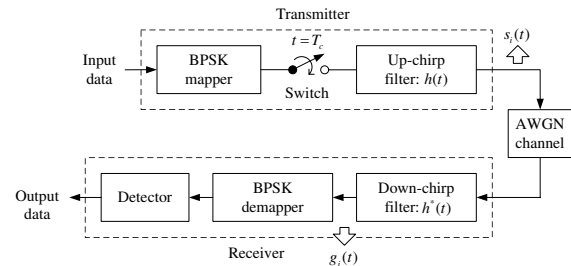 Transmitter
Input
data
BPSK
mapper
t = T_c
Switch
Up-chirp
filter: h(t)
s_i(t)
AWGN
channel
Output
data
Detector
BPSK
demapper
Down-chirp
filter: h*(t)
Receiver
g_i(t)